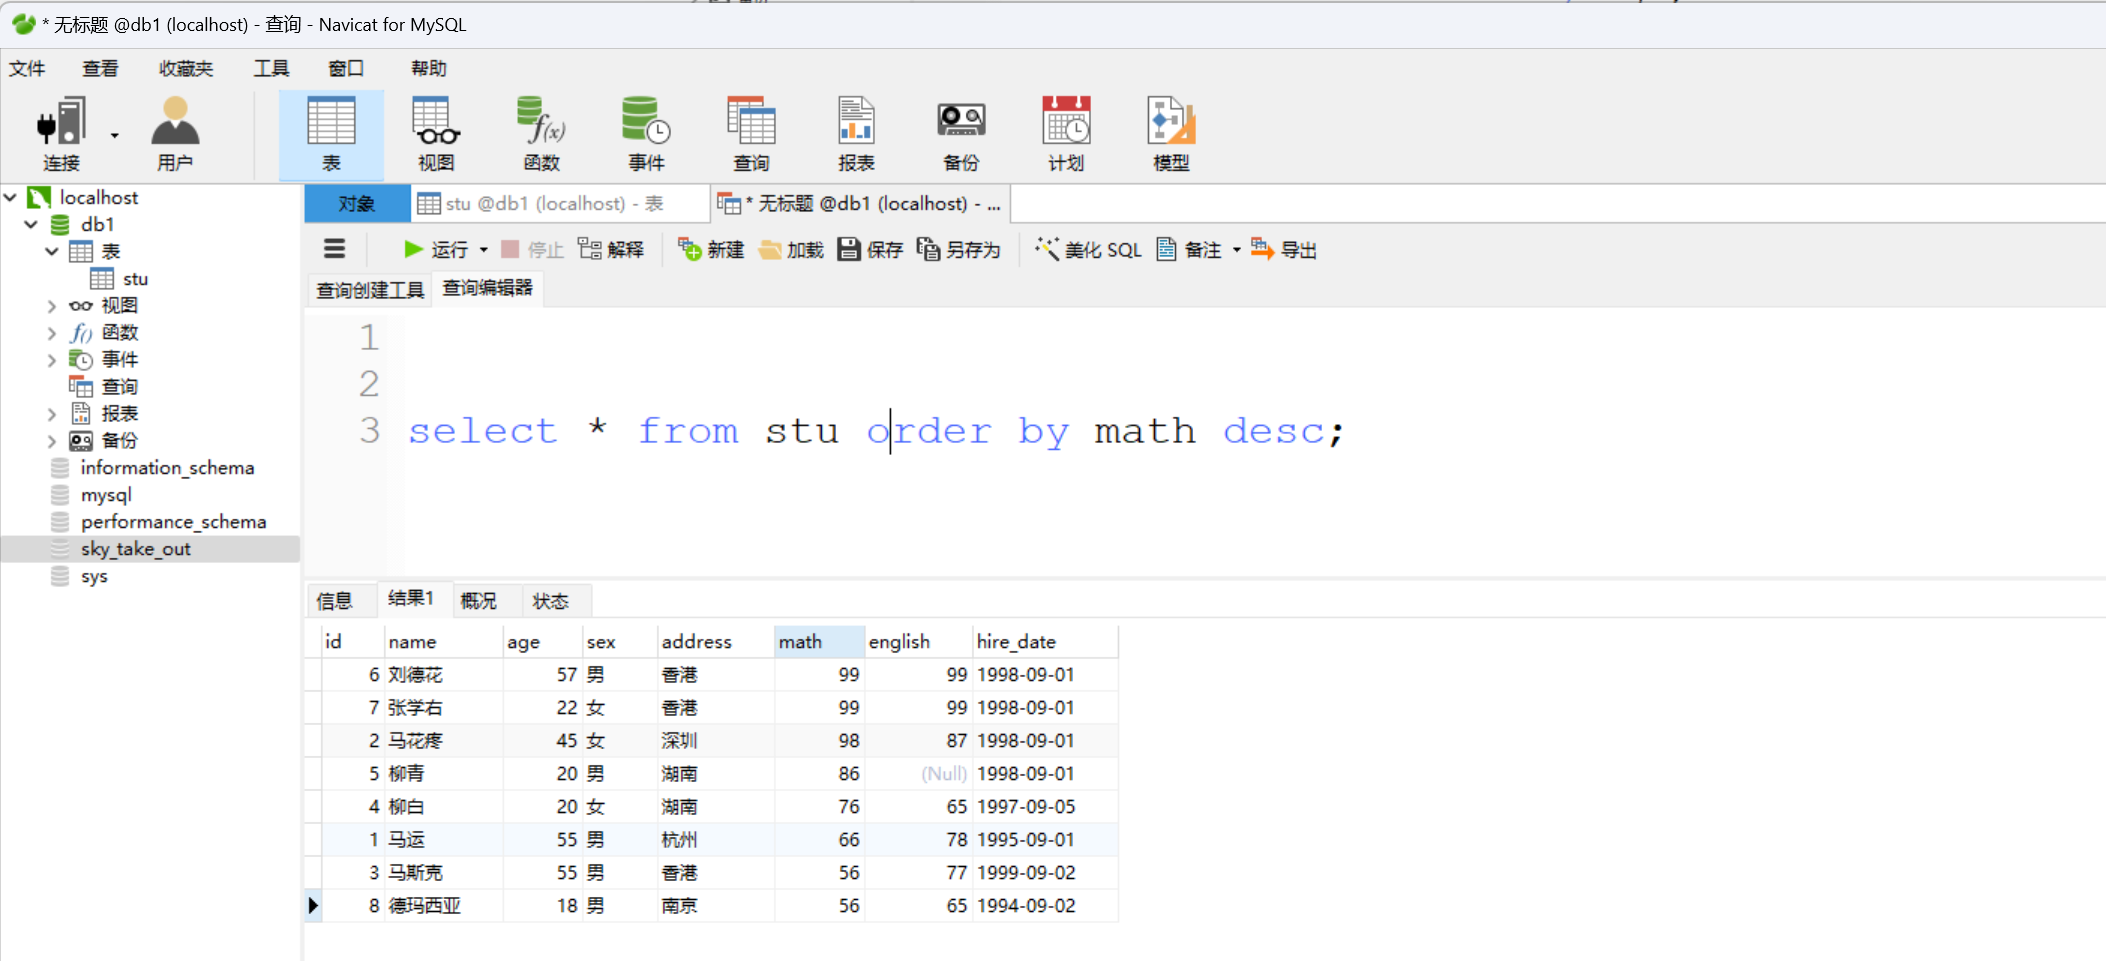 * 无标题 @db1 (localhost) - 查询 - Navicat for MySQL
文件 查看 收藏夹 工具 窗口 帮助
连接 用户 表 视图 函数 事件 查询 报表 备份 计划 模型
localhost
db1
表
stu
视图
函数
事件
查询
报表
备份
information_schema
mysql
performance_schema
sky_take_out
sys
对象 stu @db1 (localhost) - 表 * 无标题 @db1 (localhost) - ...
运行 停止 解释 新建 加载 保存 另存为 美化 SQL 备注 导出
查询创建工具 查询编辑器
1
2
3 select * from stu order by math desc;
信息 结果1 概况 状态
id name age sex address math english hire_date
6 刘德花 57 男 香港 99 99 1998-09-01
7 张学右 22 女 香港 99 99 1998-09-01
2 马花疼 45 女 深圳 98 87 1998-09-01
5 柳青 20 男 湖南 86 (Null) 1998-09-01
4 柳白 20 女 湖南 76 65 1997-09-05
1 马运 55 男 杭州 66 78 1995-09-01
3 马斯克 55 男 香港 56 77 1999-09-02
8 德玛西亚 18 男 南京 56 65 1994-09-02